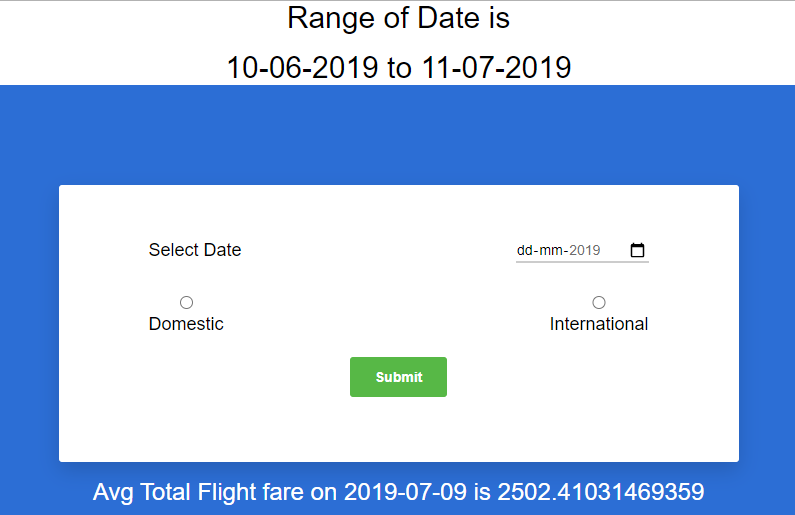 Range of Date is
10-06-2019 to 11-07-2019
Select Date dd-mm-2019
Domestic International
Submit
Avg Total Flight fare on 2019-07-09 is 2502.41031469359